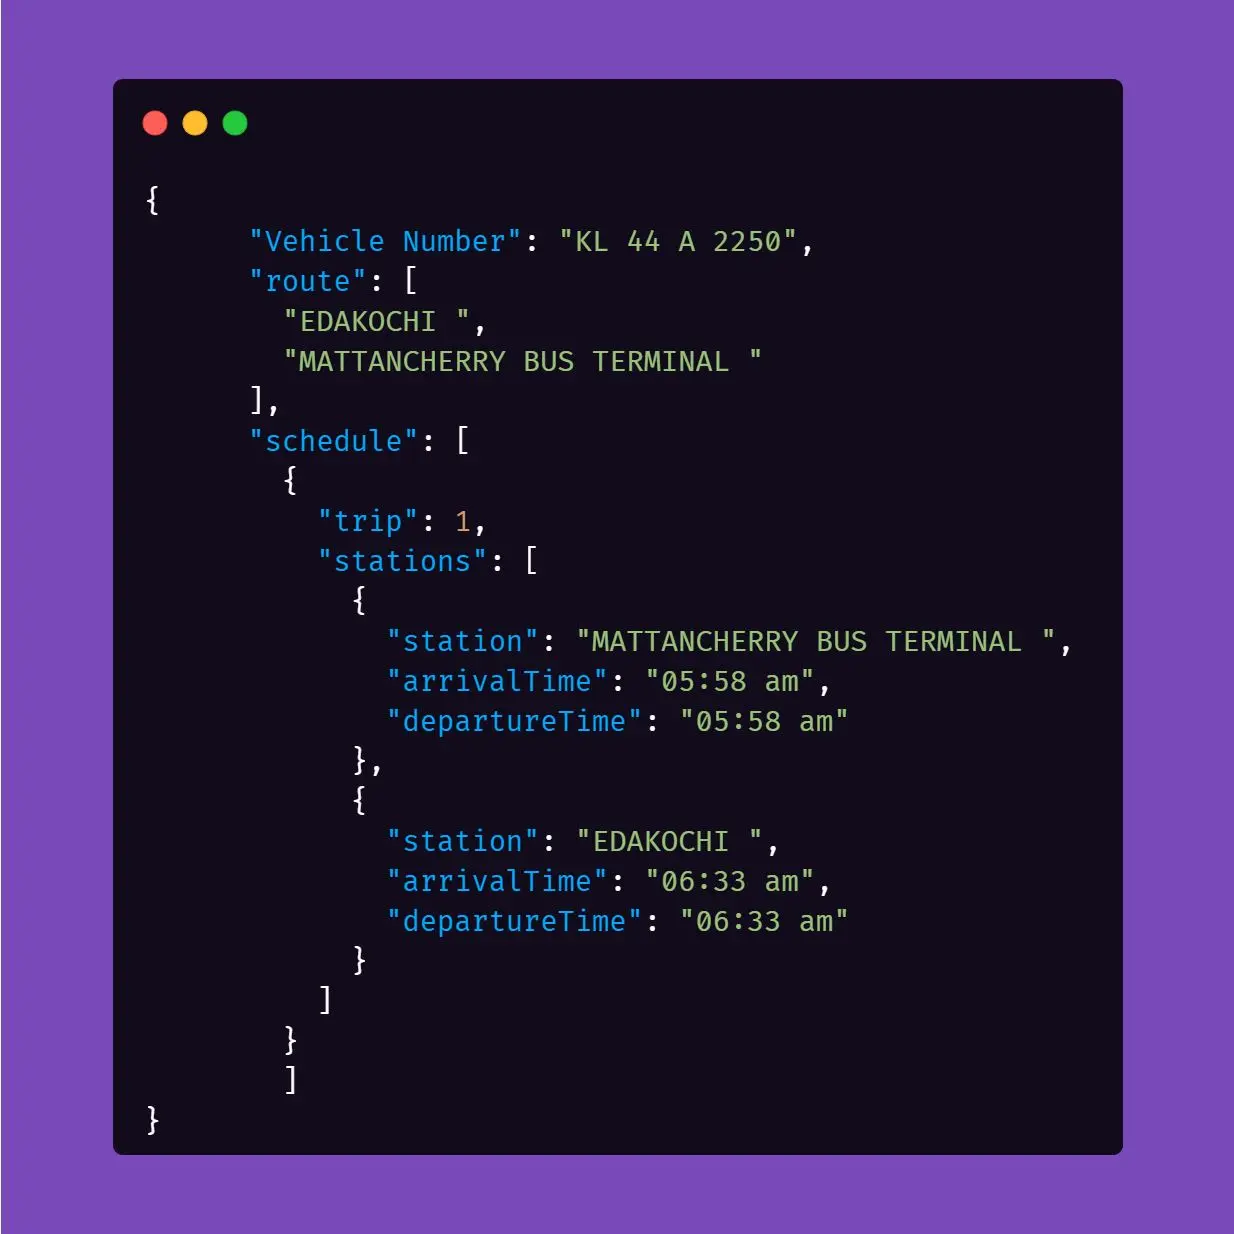 {
      "Vehicle Number": "KL 44 A 2250",
      "route": [
        "EDAKOCHI ",
        "MATTANCHERRY BUS TERMINAL "
      ],
      "schedule": [
        {
          "trip": 1,
          "stations": [
            {
              "station": "MATTANCHERRY BUS TERMINAL ",
              "arrivalTime": "05:58 am",
              "departureTime": "05:58 am"
            },
            {
              "station": "EDAKOCHI ",
              "arrivalTime": "06:33 am",
              "departureTime": "06:33 am"
            }
          ]
        }
        ]
}